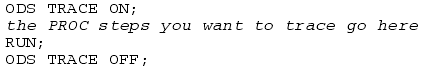 ODS TRACE ON;
the PROC steps you want to trace go here
RUN;
ODS TRACE OFF;